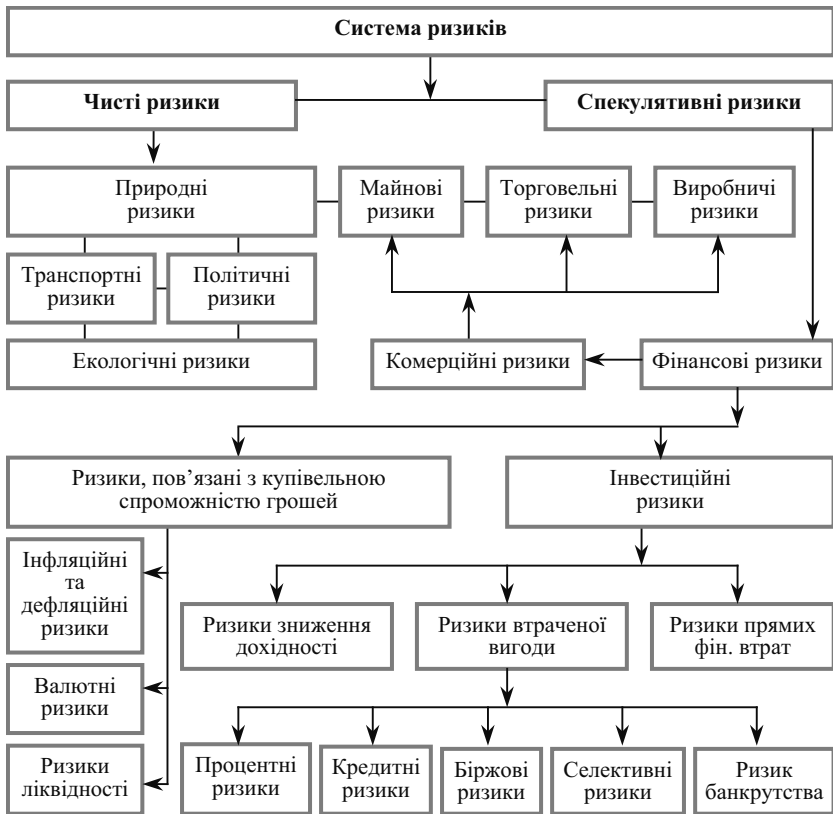 Система ризиків
Чисті ризики
Спекулятивні ризики
Природні
ризики
Майнові
ризики
Торговельні
ризики
Виробничі
ризики
Транспортні
ризики
Політичні
ризики
Екологічні ризики
Комерційні ризики
Фінансові ризики
Ризики, пов’язані з купівельною
спроможністю грошей
Інвестиційні
ризики
Інфляційні
та
дефляційні
ризики
Ризики зниження
дохідності
Ризики втраченої
вигоди
Ризики прямих
фін. втрат
Валютні
ризики
Ризики
ліквідності
Процентні
ризики
Кредитні
ризики
Біржові
ризики
Селективні
ризики
Ризик
банкрутства